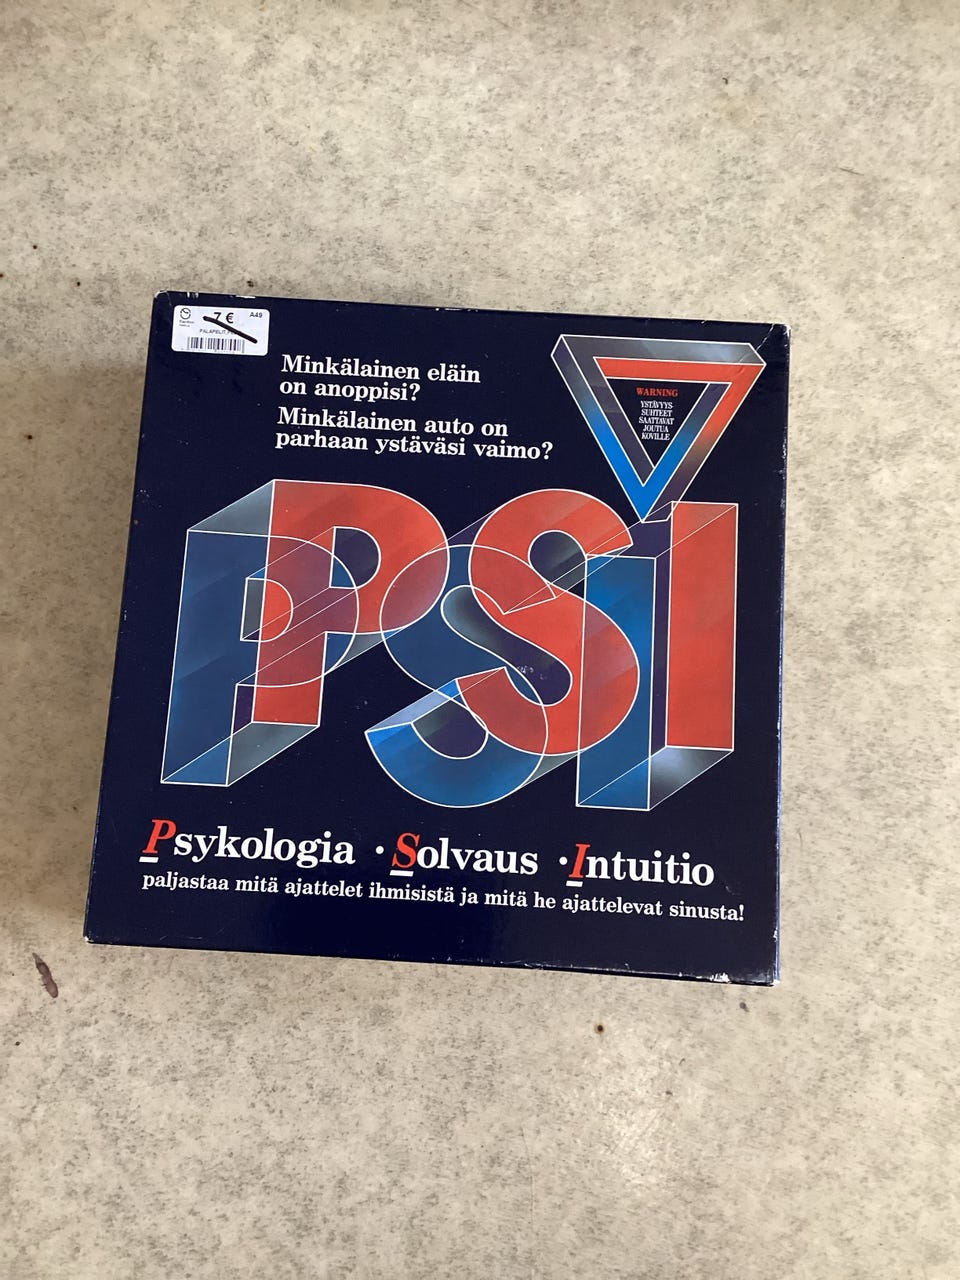 7 €
A49
Minkälainen eläin
on anoppisi?
Minkälainen auto on
parhaan ystäväsi vaimo?
WARNING
YSTÄVYYS-
SUHTEET
SAATTAVAT
JOUTUA
KOVILLE
PSI
Psykologia · Solvaus · Intuitio
paljastaa mitä ajattelet ihmisistä ja mitä he ajattelevat sinusta!